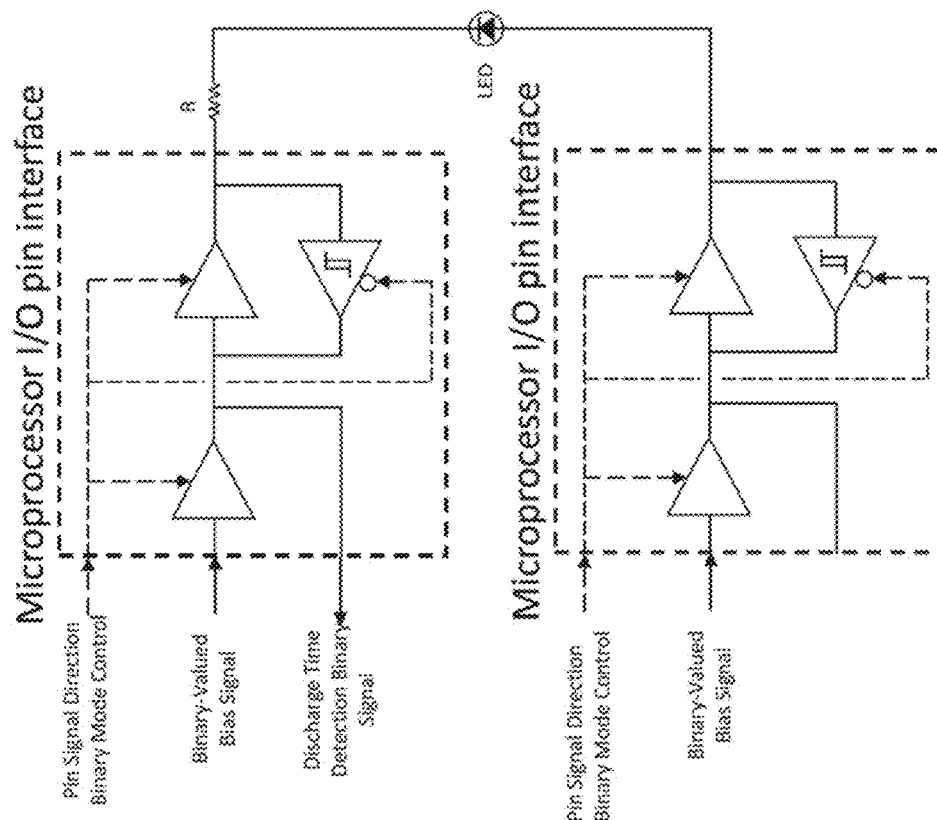 Microprocessor I/O pin interface
R
LED
Pin Signal Direction
Binary Mode Control
Binary-Valued
Bias Signal
Discharge Time
Detection Binary
Signal
Microprocessor I/O pin interface
Pin Signal Direction
Binary Mode Control
Binary-Valued
Bias Signal